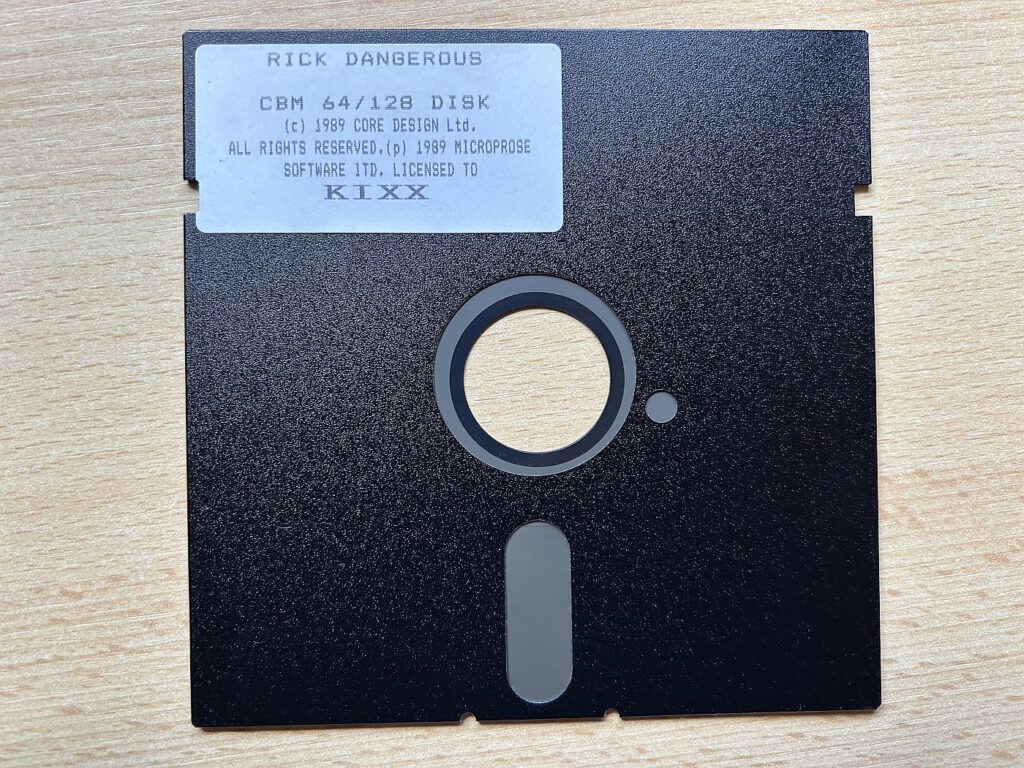 RICK DANGEROUS
CBM 64/128 DISK
(c) 1989 CORE DESIGN Ltd.
ALL RIGHTS RESERVED.(p) 1989 MICROPROSE
SOFTWARE lTD. LICENSED TO
KIXX